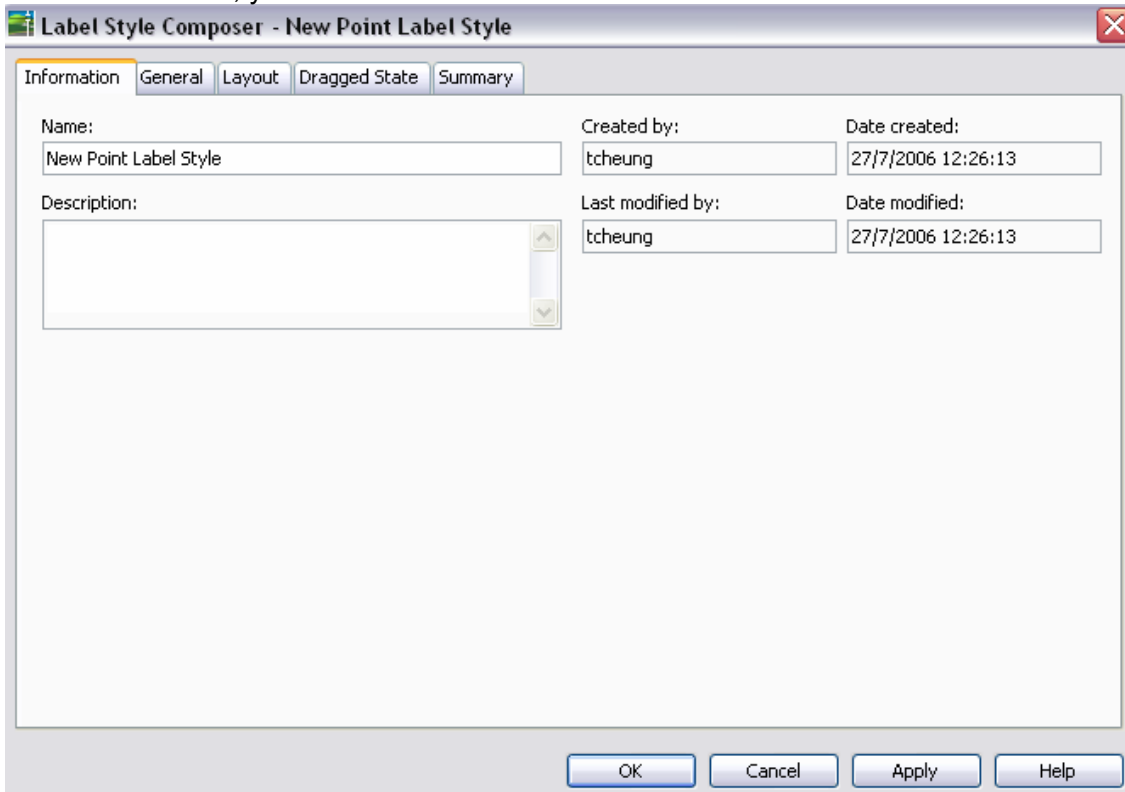 Label Style Composer - New Point Label Style
Information General Layout Dragged State Summary
Name: Created by: Date created:
New Point Label Style tcheung 27/7/2006 12:26:13
Description: Last modified by: Date modified:
tcheung 27/7/2006 12:26:13
OK Cancel Apply Help